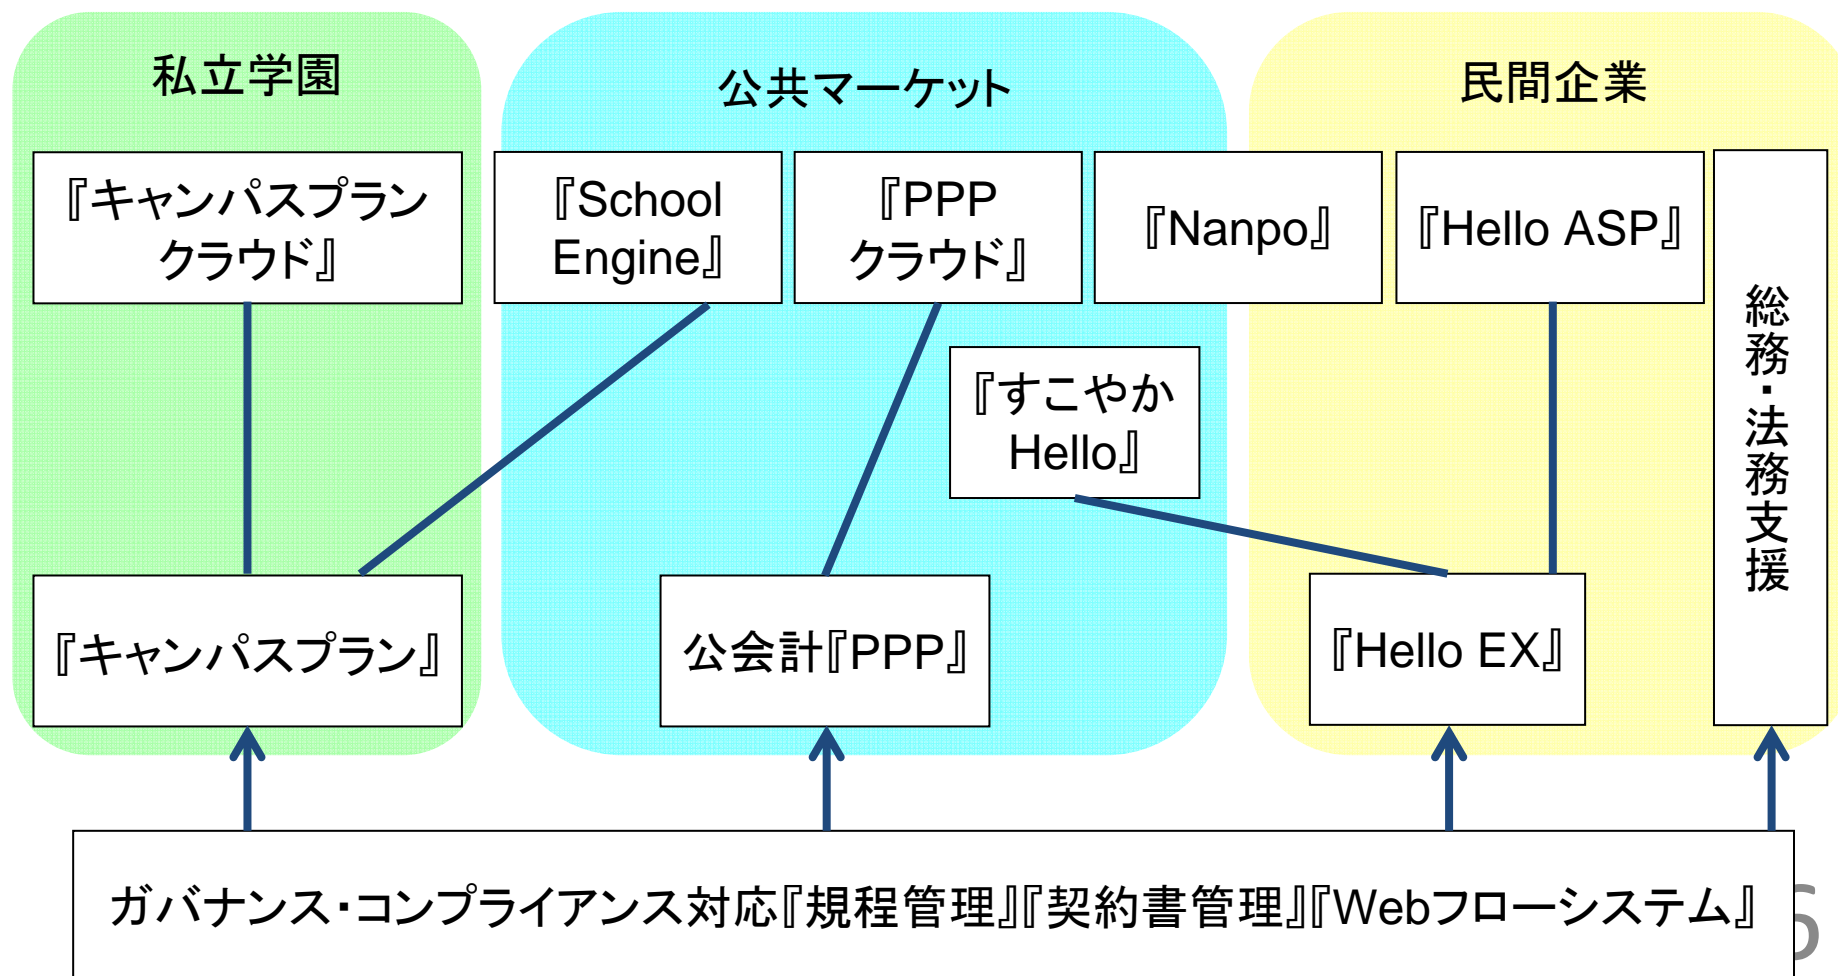 私立学園
公共マーケット
民間企業
『キャンパスプラン
クラウド』
『School
Engine』
『PPP
クラウド』
『Nanpo』
『Hello ASP』
総務・法務支援
『すこやか
Hello』
『キャンパスプラン』
公会計『PPP』
『Hello EX』
ガバナンス・コンプライアンス対応『規程管理』『契約書管理』『Webフローシステム』